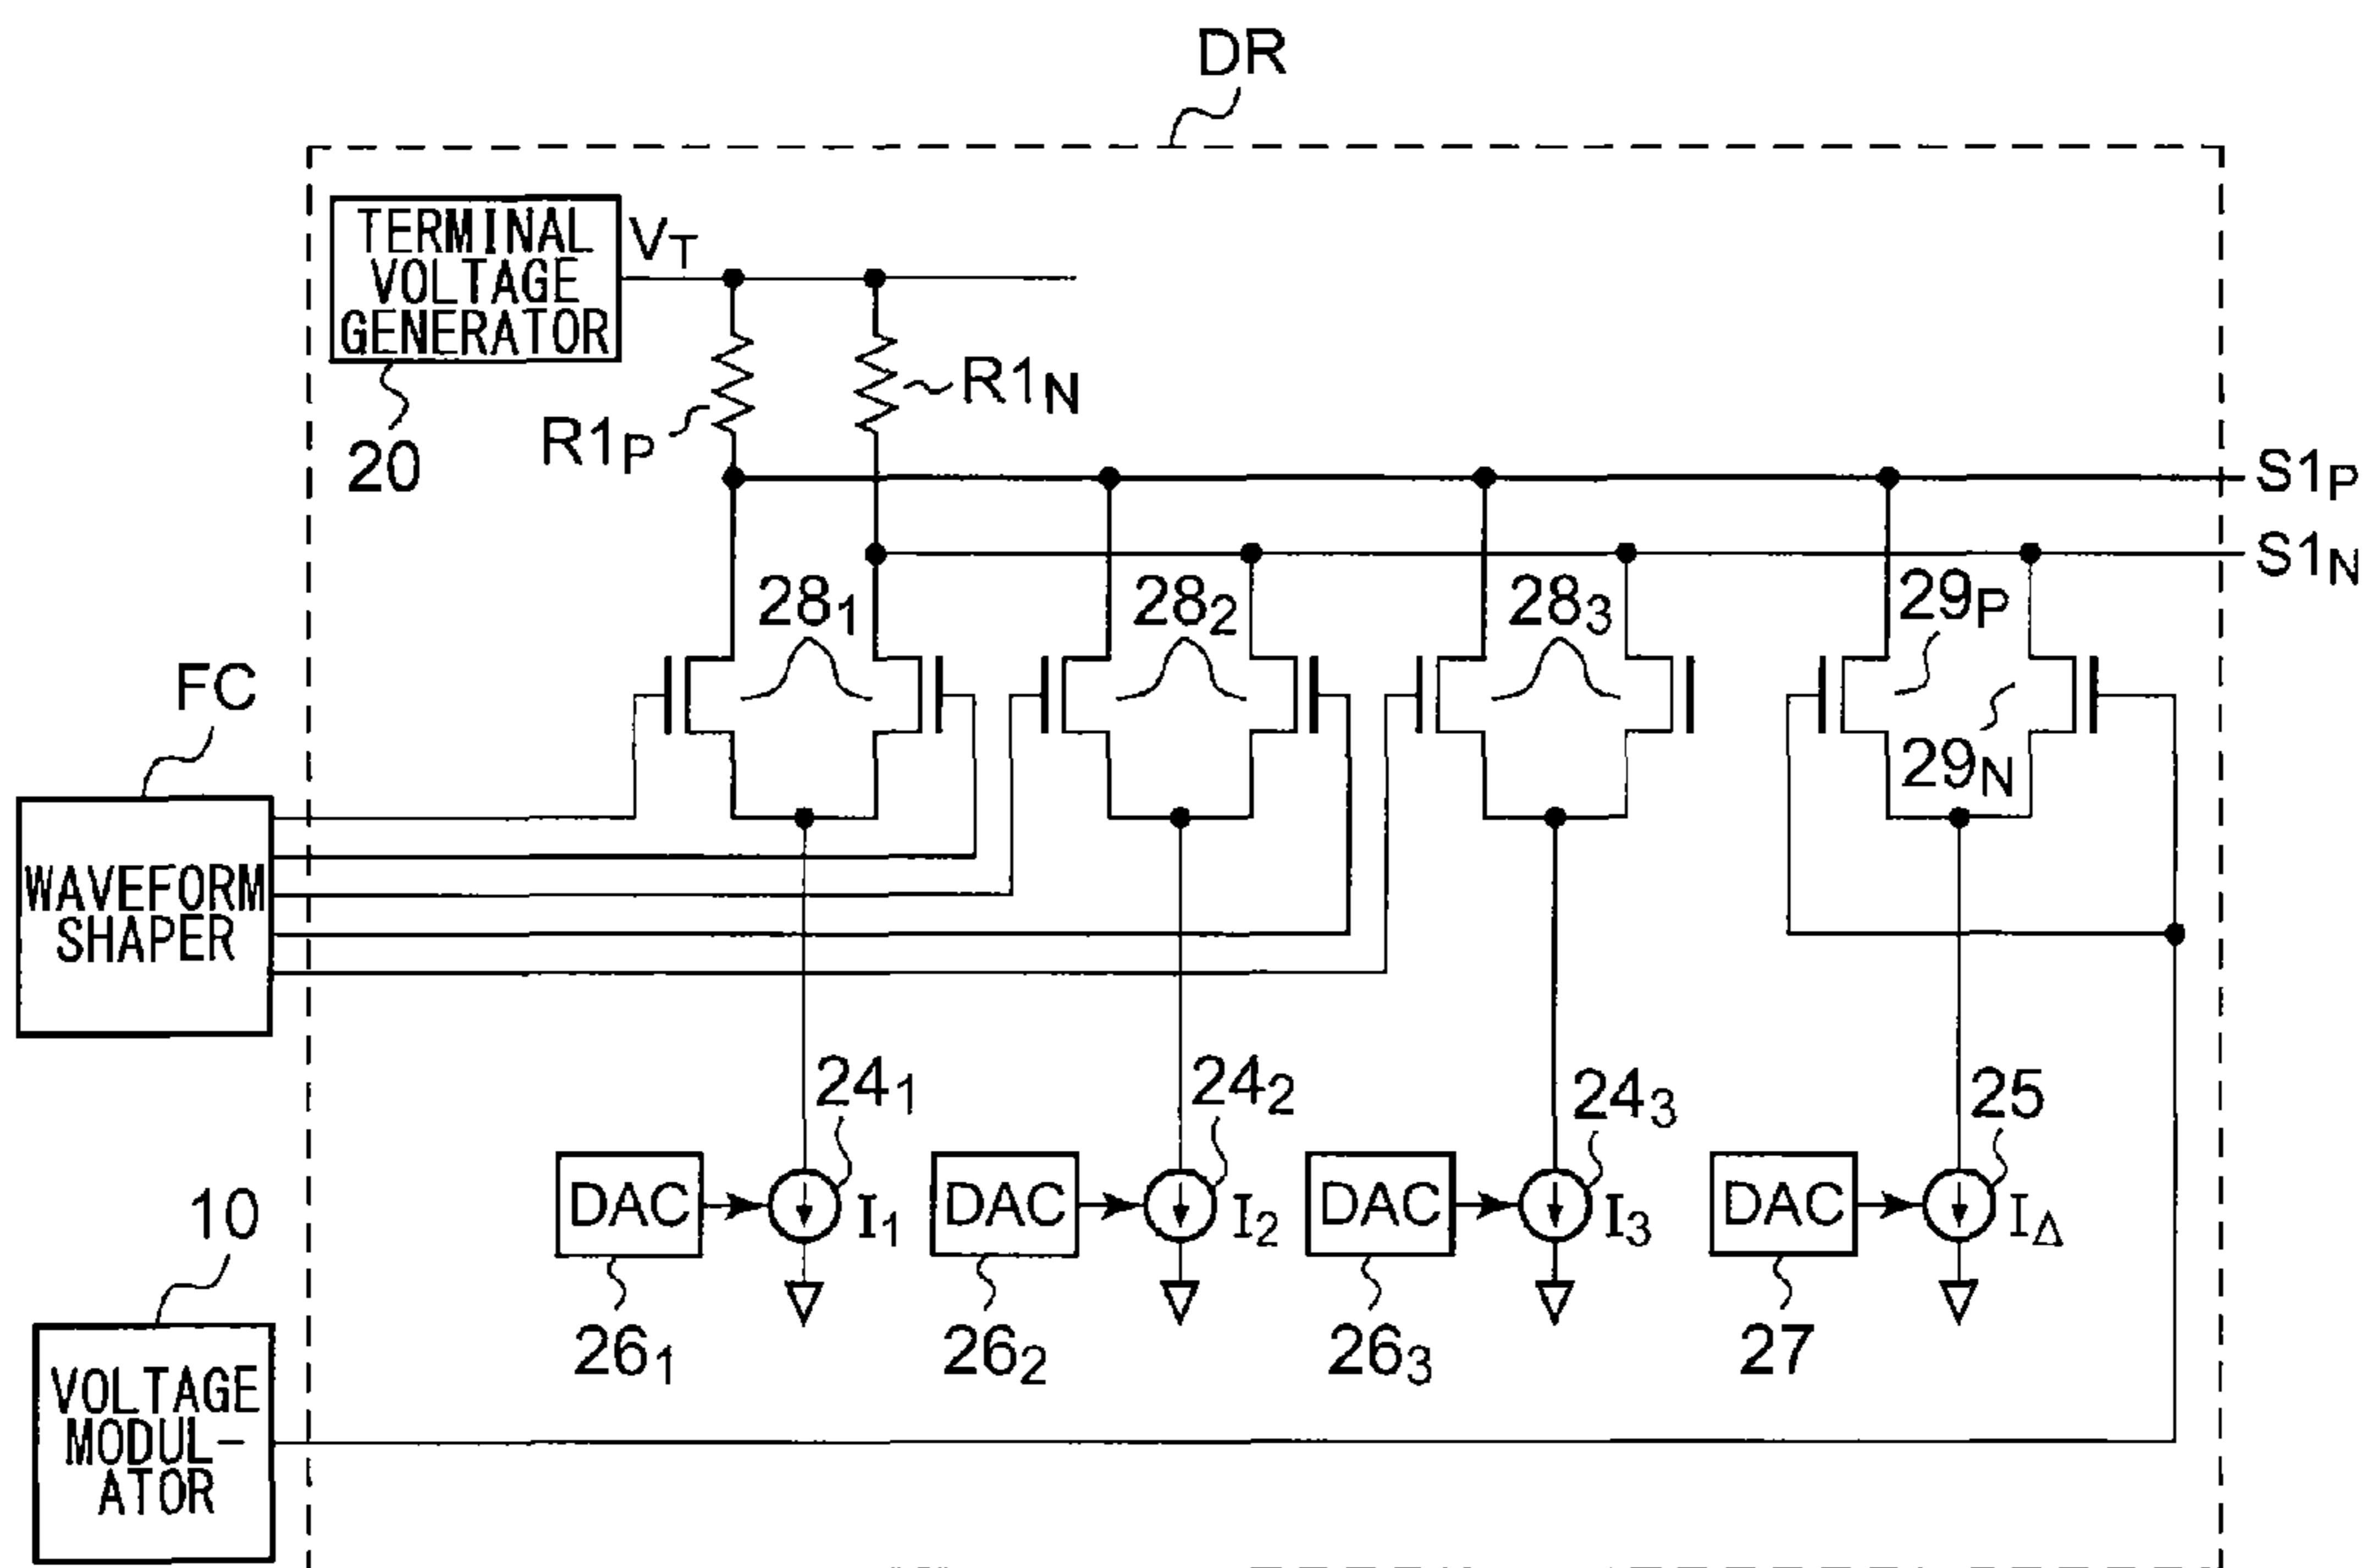 DR
TERMINAL
VOLTAGE
GENERATOR
VT
R1N
R1P
20
S1P
S1N
281
282
283
29P
29N
FC
WAVEFORM
SHAPER
241
242
243
25
DAC
I1
DAC
I2
DAC
I3
DAC
IΔ
10
261
262
263
27
VOLTAGE
MODUL-
ATOR